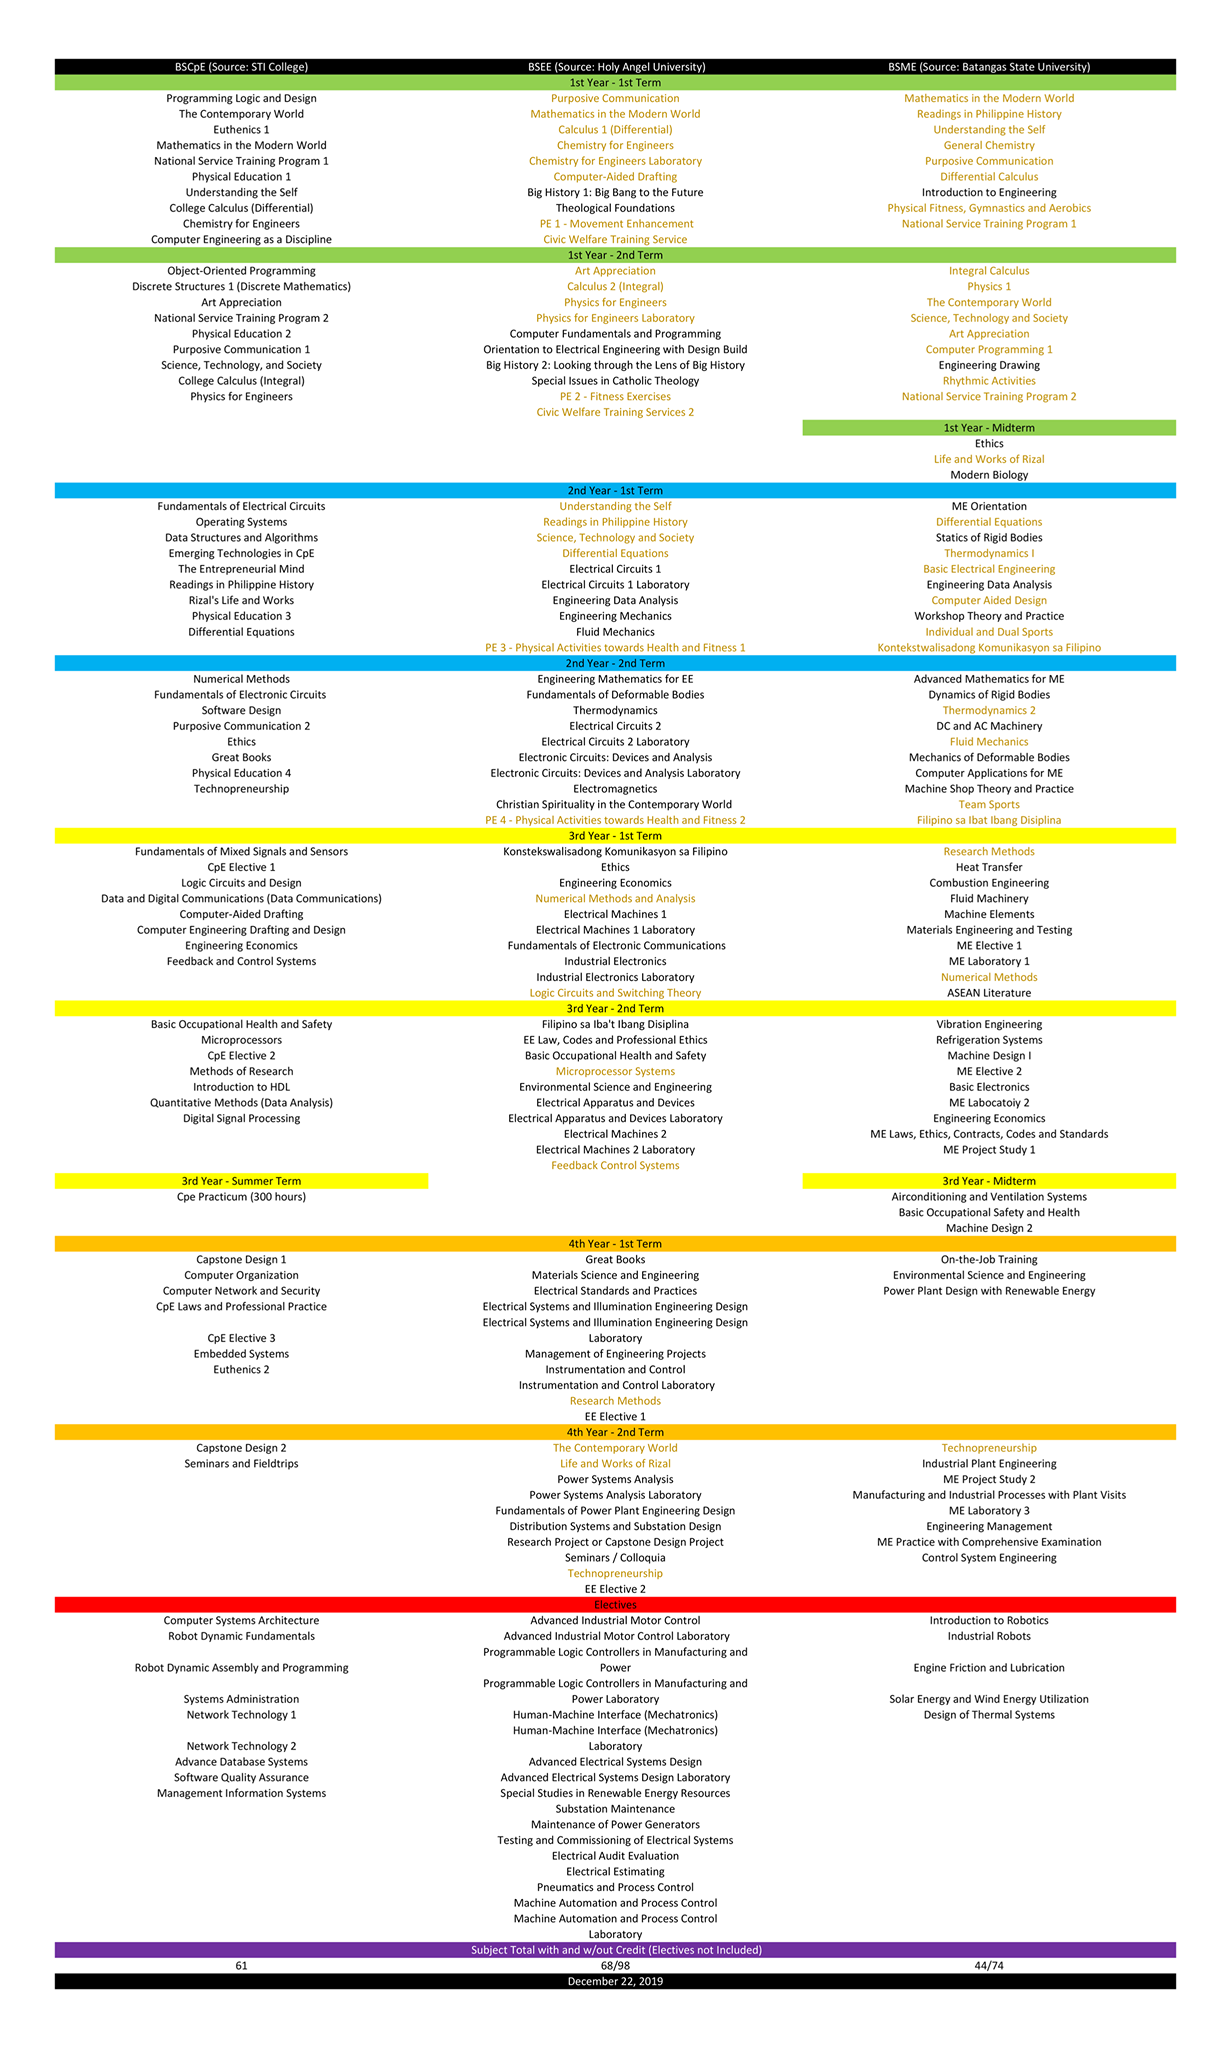 BSCpE (Source: STI College) BSEE (Source: Holy Angel University) BSME (Source: Batangas State University)
1st Year - 1st Term
Programming Logic and Design Purposive Communication Mathematics in the Modern World
The Contemporary World Mathematics in the Modern World Readings in Philippine History
Euthenics 1 Calculus 1 (Differential) Understanding the Self
Mathematics in the Modern World Chemistry for Engineers General Chemistry
National Service Training Program 1 Chemistry for Engineers Laboratory Purposive Communication
Physical Education 1 Computer-Aided Drafting Differential Calculus
Understanding the Self Big History 1: Big Bang to the Future Introduction to Engineering
College Calculus (Differential) Theological Foundations Physical Fitness, Gymnastics and Aerobics
Chemistry for Engineers PE 1 - Movement Enhancement National Service Training Program 1
Computer Engineering as a Discipline Civic Welfare Training Service
1st Year - 2nd Term
Object-Oriented Programming Art Appreciation Integral Calculus
Discrete Structures 1 (Discrete Mathematics) Calculus 2 (Integral) Physics 1
Art Appreciation Physics for Engineers The Contemporary World
National Service Training Program 2 Physics for Engineers Laboratory Science, Technology and Society
Physical Education 2 Computer Fundamentals and Programming Art Appreciation
Purposive Communication 1 Orientation to Electrical Engineering with Design Build Computer Programming 1
Science, Technology, and Society Big History 2: Looking through the Lens of Big History Engineering Drawing
College Calculus (Integral) Special Issues in Catholic Theology Rhythmic Activities
Physics for Engineers PE 2 - Fitness Exercises National Service Training Program 2
Civic Welfare Training Services 2
1st Year - Midterm
Ethics
Life and Works of Rizal
Modern Biology
2nd Year - 1st Term
Fundamentals of Electrical Circuits Understanding the Self ME Orientation
Operating Systems Readings in Philippine History Differential Equations
Data Structures and Algorithms Science, Technology and Society Statics of Rigid Bodies
Emerging Technologies in CpE Differential Equations Thermodynamics I
The Entrepreneurial Mind Electrical Circuits 1 Basic Electrical Engineering
Readings in Philippine History Electrical Circuits 1 Laboratory Engineering Data Analysis
Rizal's Life and Works Engineering Data Analysis Computer Aided Design
Physical Education 3 Engineering Mechanics Workshop Theory and Practice
Differential Equations Fluid Mechanics Individual and Dual Sports
PE 3 - Physical Activities towards Health and Fitness 1 Kontekstwalisadong Komunikasyon sa Filipino
2nd Year - 2nd Term
Numerical Methods Engineering Mathematics for EE Advanced Mathematics for ME
Fundamentals of Electronic Circuits Fundamentals of Deformable Bodies Dynamics of Rigid Bodies
Software Design Thermodynamics Thermodynamics 2
Purposive Communication 2 Electrical Circuits 2 DC and AC Machinery
Ethics Electrical Circuits 2 Laboratory Fluid Mechanics
Great Books Electronic Circuits: Devices and Analysis Mechanics of Deformable Bodies
Physical Education 4 Electronic Circuits: Devices and Analysis Laboratory Computer Applications for ME
Technopreneurship Electromagnetics Machine Shop Theory and Practice
Christian Spirituality in the Contemporary World Team Sports
PE 4 - Physical Activities towards Health and Fitness 2 Filipino sa Ibat Ibang Disiplina
3rd Year - 1st Term
Fundamentals of Mixed Signals and Sensors Konstekswalisadong Komunikasyon sa Filipino Research Methods
CpE Elective 1 Ethics Heat Transfer
Logic Circuits and Design Engineering Economics Combustion Engineering
Data and Digital Communications (Data Communications) Numerical Methods and Analysis Fluid Machinery
Computer-Aided Drafting Electrical Machines 1 Machine Elements
Computer Engineering Drafting and Design Electrical Machines 1 Laboratory Materials Engineering and Testing
Engineering Economics Fundamentals of Electronic Communications ME Elective 1
Feedback and Control Systems Industrial Electronics ME Laboratory 1
Industrial Electronics Laboratory Numerical Methods
Logic Circuits and Switching Theory ASEAN Literature
3rd Year - 2nd Term
Basic Occupational Health and Safety Filipino sa Iba't Ibang Disiplina Vibration Engineering
Microprocessors EE Law, Codes and Professional Ethics Refrigeration Systems
CpE Elective 2 Basic Occupational Health and Safety Machine Design I
Methods of Research Microprocessor Systems ME Elective 2
Introduction to HDL Environmental Science and Engineering Basic Electronics
Quantitative Methods (Data Analysis) Electrical Apparatus and Devices ME Labocatoiy 2
Digital Signal Processing Electrical Apparatus and Devices Laboratory Engineering Economics
Electrical Machines 2 ME Laws, Ethics, Contracts, Codes and Standards
Electrical Machines 2 Laboratory ME Project Study 1
Feedback Control Systems
3rd Year - Summer Term 3rd Year - Midterm
Cpe Practicum (300 hours) Airconditioning and Ventilation Systems
Basic Occupational Safety and Health
Machine Design 2
4th Year - 1st Term
Capstone Design 1 Great Books On-the-Job Training
Computer Organization Materials Science and Engineering Environmental Science and Engineering
Computer Network and Security Electrical Standards and Practices Power Plant Design with Renewable Energy
CpE Laws and Professional Practice Electrical Systems and Illumination Engineering Design
Electrical Systems and Illumination Engineering Design
CpE Elective 3 Laboratory
Embedded Systems Management of Engineering Projects
Euthenics 2 Instrumentation and Control
Instrumentation and Control Laboratory
Research Methods
EE Elective 1
4th Year - 2nd Term
Capstone Design 2 The Contemporary World Technopreneurship
Seminars and Fieldtrips Life and Works of Rizal Industrial Plant Engineering
Power Systems Analysis ME Project Study 2
Power Systems Analysis Laboratory Manufacturing and Industrial Processes with Plant Visits
Fundamentals of Power Plant Engineering Design ME Laboratory 3
Distribution Systems and Substation Design Engineering Management
Research Project or Capstone Design Project ME Practice with Comprehensive Examination
Seminars / Colloquia Control System Engineering
Technopreneurship
EE Elective 2
Electives
Computer Systems Architecture Advanced Industrial Motor Control Introduction to Robotics
Robot Dynamic Fundamentals Advanced Industrial Motor Control Laboratory Industrial Robots
Programmable Logic Controllers in Manufacturing and
Robot Dynamic Assembly and Programming Power Engine Friction and Lubrication
Programmable Logic Controllers in Manufacturing and
Systems Administration Power Laboratory Solar Energy and Wind Energy Utilization
Network Technology 1 Human-Machine Interface (Mechatronics) Design of Thermal Systems
Human-Machine Interface (Mechatronics)
Network Technology 2 Laboratory
Advance Database Systems Advanced Electrical Systems Design
Software Quality Assurance Advanced Electrical Systems Design Laboratory
Management Information Systems Special Studies in Renewable Energy Resources
Substation Maintenance
Maintenance of Power Generators
Testing and Commissioning of Electrical Systems
Electrical Audit Evaluation
Electrical Estimating
Pneumatics and Process Control
Machine Automation and Process Control
Machine Automation and Process Control
Laboratory
Subject Total with and w/out Credit (Electives not Included)
61 68/98 44/74
December 22, 2019